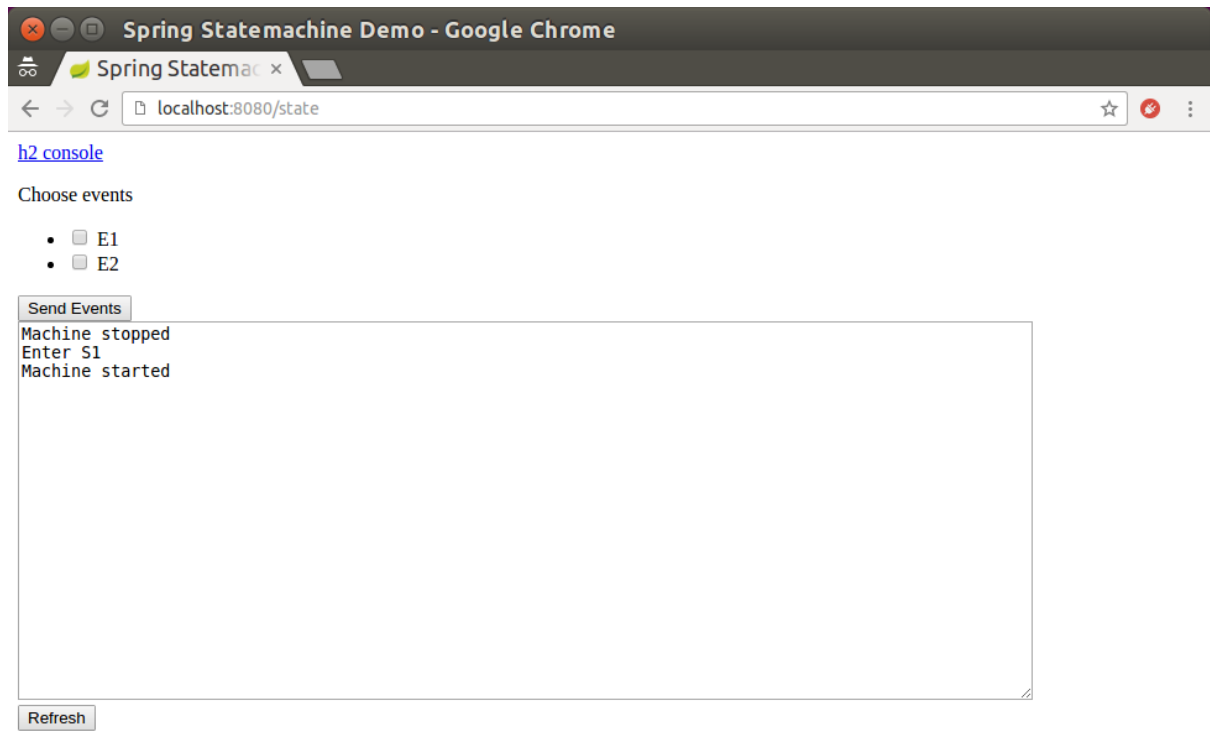 Spring Statemachine Demo - Google Chrome
Spring Statemac
localhost:8080/state
h2 console
Choose events
E1
E2
Send Events
Machine stopped
Enter S1
Machine started
Refresh